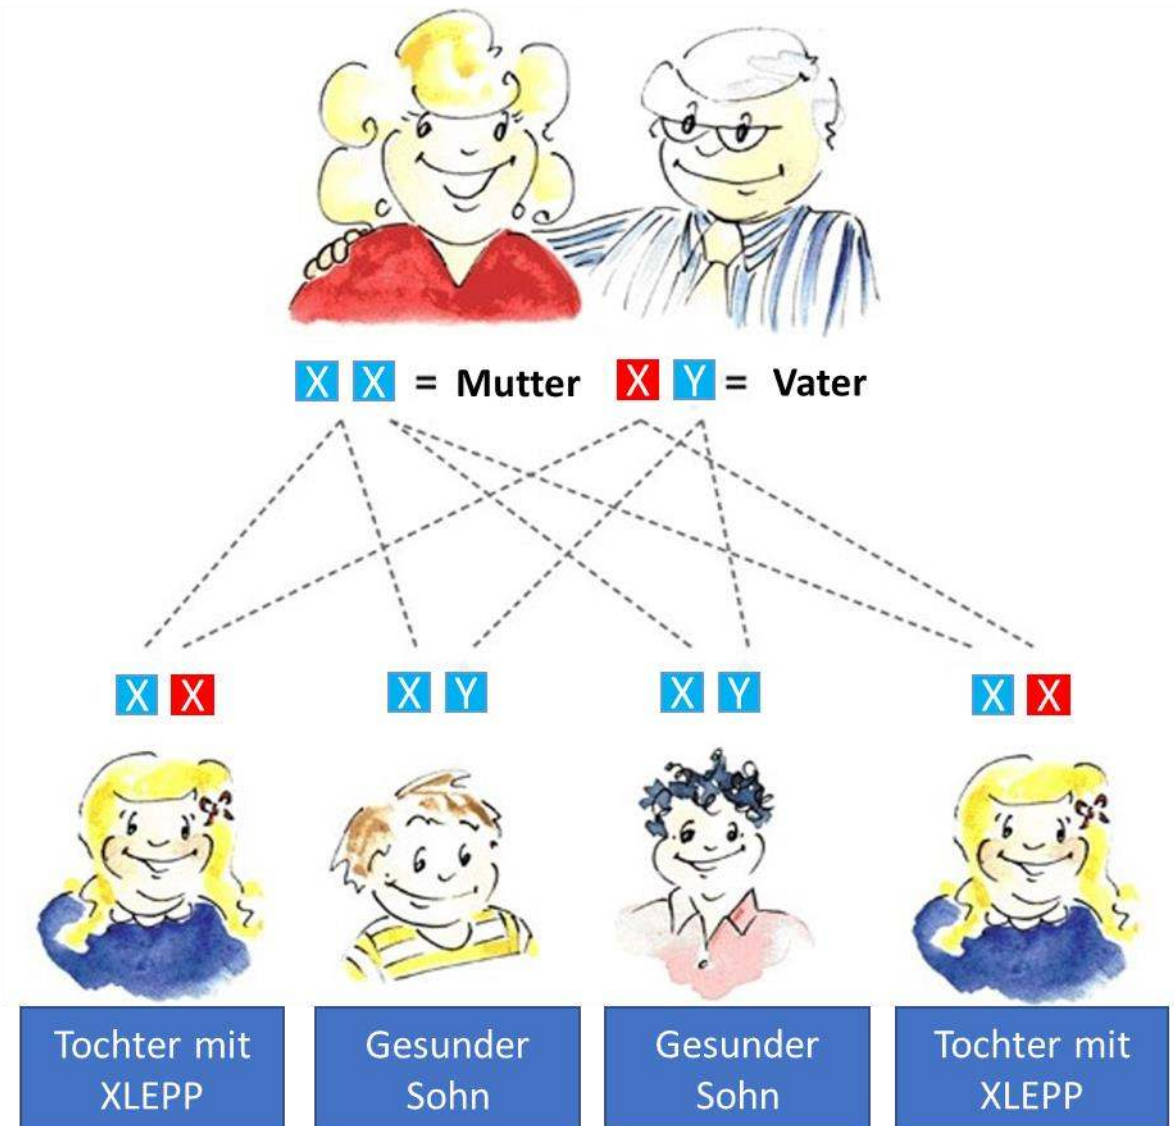 X X = Mutter X Y = Vater
X X X Y X Y X X
Tochter mit
XLEPP
Gesunder
Sohn
Gesunder
Sohn
Tochter mit
XLEPP